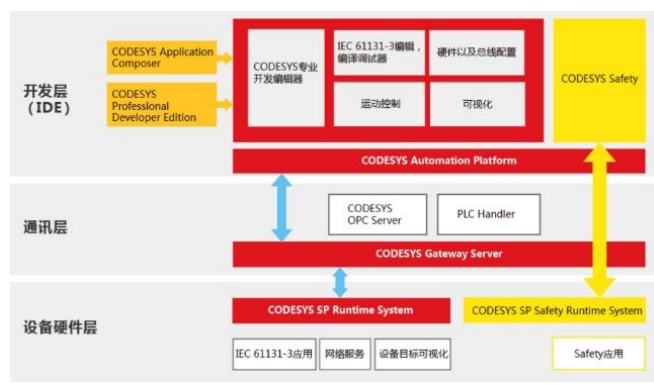 开发层
（IDE）
CODESYS Application
Composer
CODESYS
Professional
Developer Edition
CODESYS专业
开发编辑器
IEC 61131-3编辑，
编译调试器
硬件以及总线配置
运动控制
可视化
CODESYS Safety
CODESYS Automation Platform
通讯层
CODESYS
OPC Server
PLC Handler
CODESYS Gateway Server
设备硬件层
CODESYS SP Runtime System
CODESYS SP Safety Runtime System
IEC 61131-3应用
网络服务
设备目标可视化
Safety应用